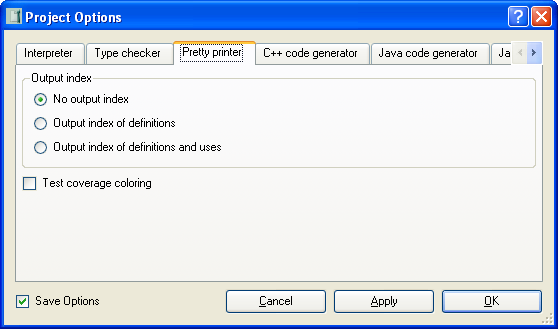 Project Options
Interpreter Type checker Pretty printer C++ code generator Java code generator Ja
Output index
No output index
Output index of definitions
Output index of definitions and uses
Test coverage coloring
Save Options Cancel Apply OK